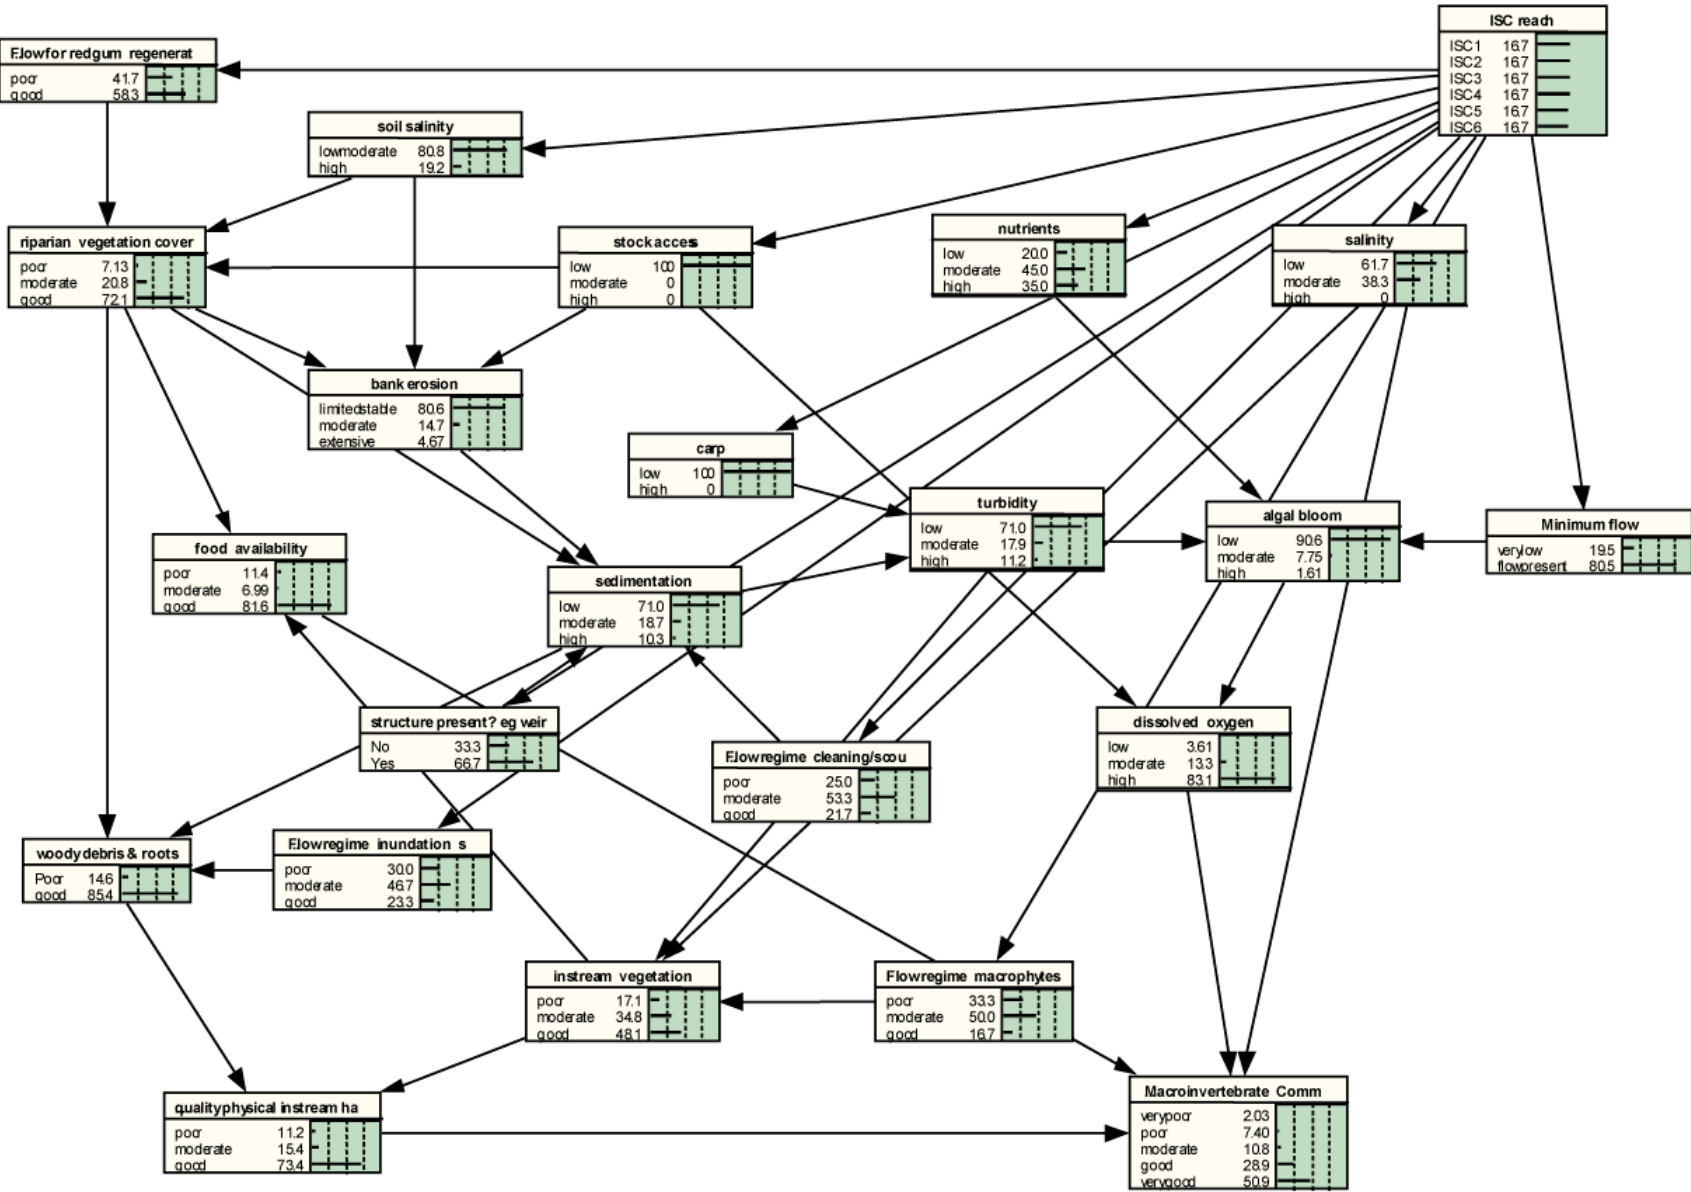 ISC reach
ISC1 16.7
ISC2 16.7
ISC3 16.7
ISC4 16.7
ISC5 16.7
ISC6 16.7
Flow for redgum regenerat
poor 41.7
good 58.3
soil salinity
lowmoderate 80.8
high 19.2
riparian vegetation cover
poor 7.13
moderate 20.8
good 72.1
stock access
low 100
moderate 0
high 0
nutrients
low 20.0
moderate 45.0
high 35.0
salinity
low 61.7
moderate 38.3
high 0
bank erosion
limitedstable 80.6
moderate 14.7
extensive 4.67
carp
low 100
high 0
turbidity
low 71.0
moderate 17.9
high 11.2
algal bloom
low 90.6
moderate 7.75
high 1.61
Minimum flow
verylow 19.5
flowpresent 80.5
food availability
poor 11.4
moderate 6.99
good 81.6
sedimentation
low 71.0
moderate 18.7
high 10.3
structure present? eg weir
No 33.3
Yes 66.7
Flowregime cleaning/scou
poor 25.0
moderate 53.3
good 21.7
dissolved oxygen
low 3.61
moderate 13.3
high 83.1
woody debris & roots
Poor 14.6
good 85.4
Flowregime inundation s
poor 30.0
moderate 46.7
good 23.3
instream vegetation
poor 17.1
moderate 34.8
good 48.1
Flowregime macrophytes
poor 33.3
moderate 50.0
good 16.7
quality physical instream ha
poor 11.2
moderate 15.4
good 73.4
Macroinvertebrate Comm
verypoor 2.03
poor 7.40
moderate 10.8
good 28.9
verygood 50.9